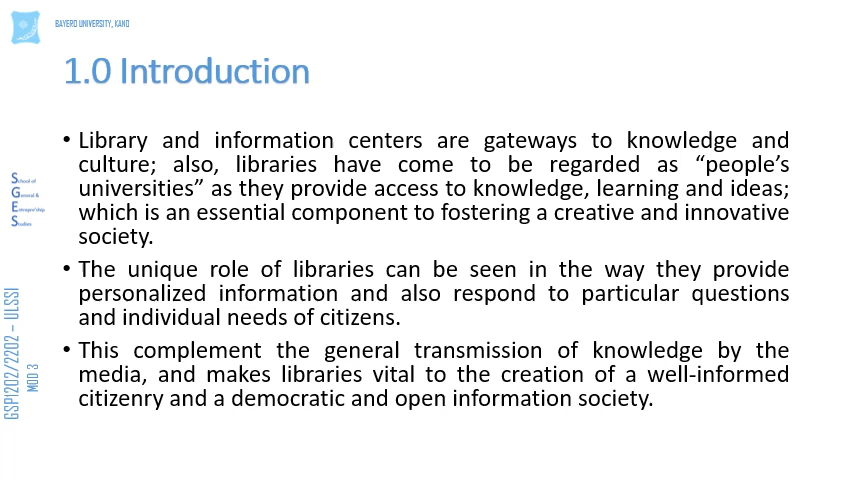 BAYERO UNIVERSITY, KANO
1.0 Introduction
• Library and information centers are gateways to knowledge and
culture; also, libraries have come to be regarded as “people’s
universities” as they provide access to knowledge, learning and ideas;
which is an essential component to fostering a creative and innovative
society.
• The unique role of libraries can be seen in the way they provide
personalized information and also respond to particular questions
and individual needs of citizens.
• This complement the general transmission of knowledge by the
media, and makes libraries vital to the creation of a well-informed
citizenry and a democratic and open information society.
School of
General &
Entrepre'ship
Studies
GSP1202/2202 – ULSSI
MOD 3